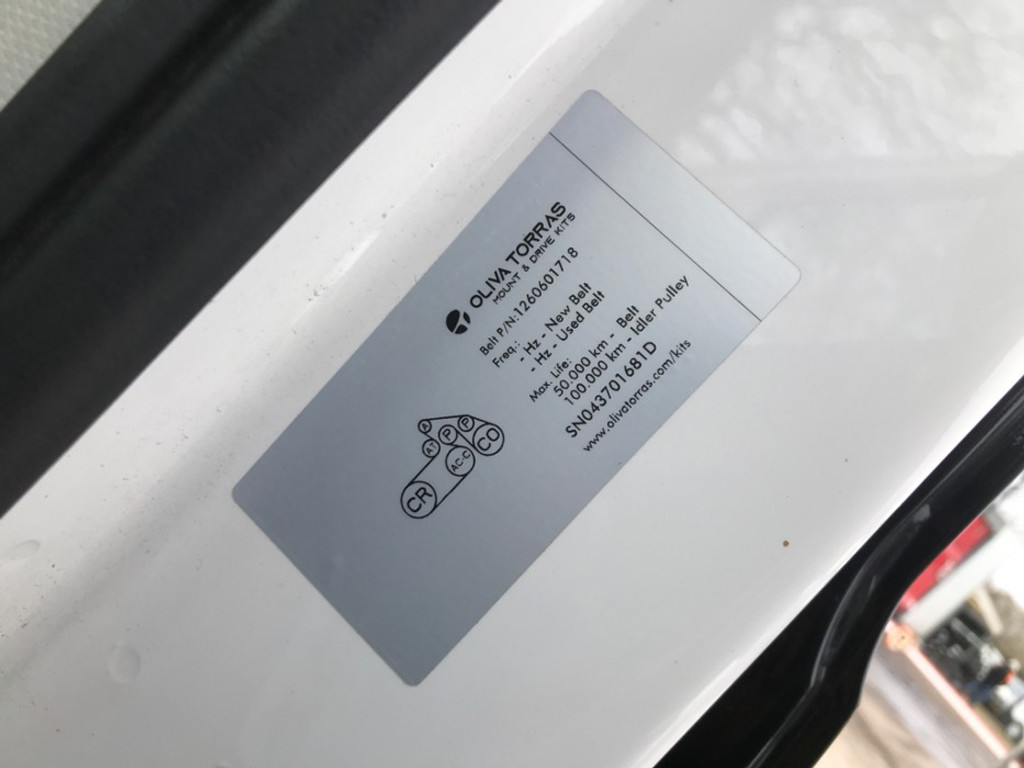 OLIVA TORRAS
MOUNT & DRIVE KITS
Belt P/N:1260601718
Freq.:
- Hz - New Belt
- Hz - Used Belt
Max. Life:
50.000 km - Belt
100.000 km - Idler Pulley
SN043701681D
www.olivatorras.com/kits
P
P
AT
CO
AC-C
CR